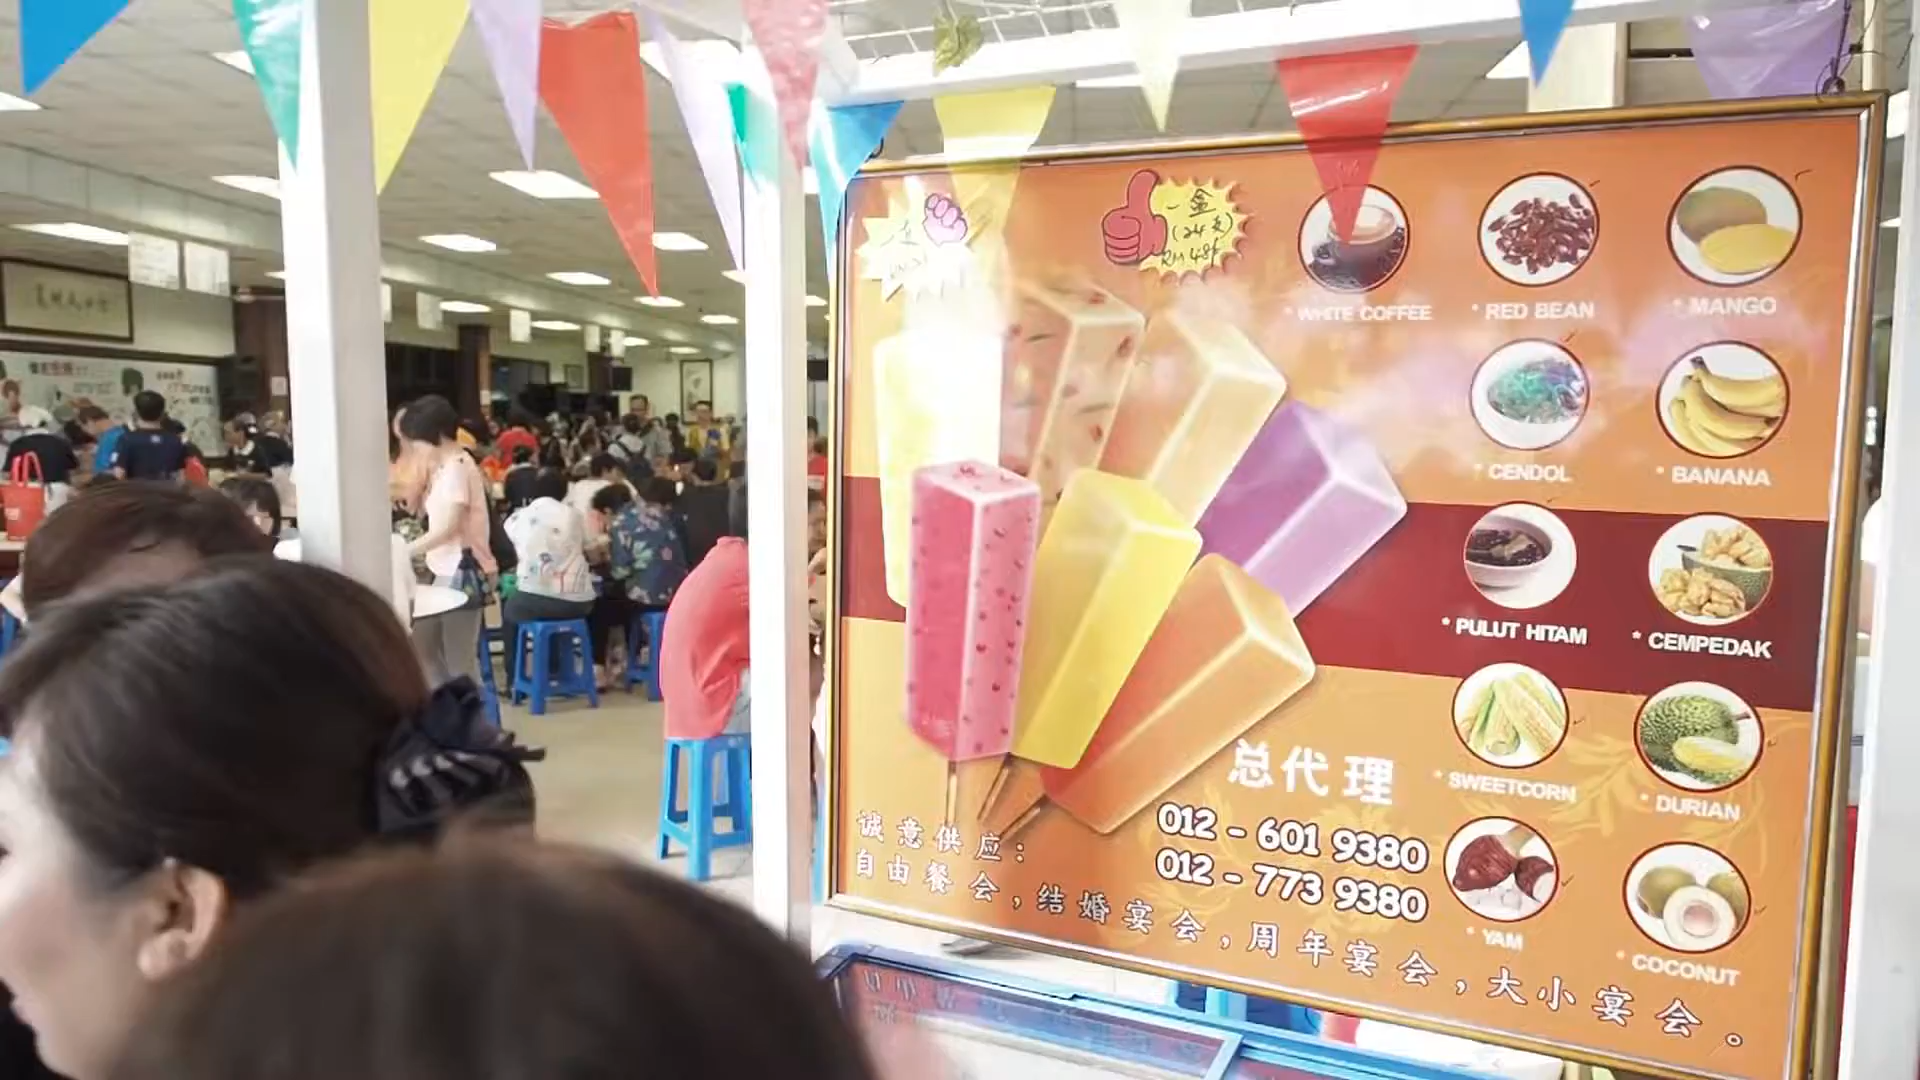 一盒
(24支)
RM 48
* WHITE COFFEE
* RED BEAN
* MANGO
* CENDOL
* BANANA
* PULUT HITAM
* CEMPEDAK
* SWEETCORN
* DURIAN
* YAM
* COCONUT
总代理
012 - 601 9380
012 - 773 9380
诚意供应：
自由餐会，结婚宴会，周年宴会，大小宴会。